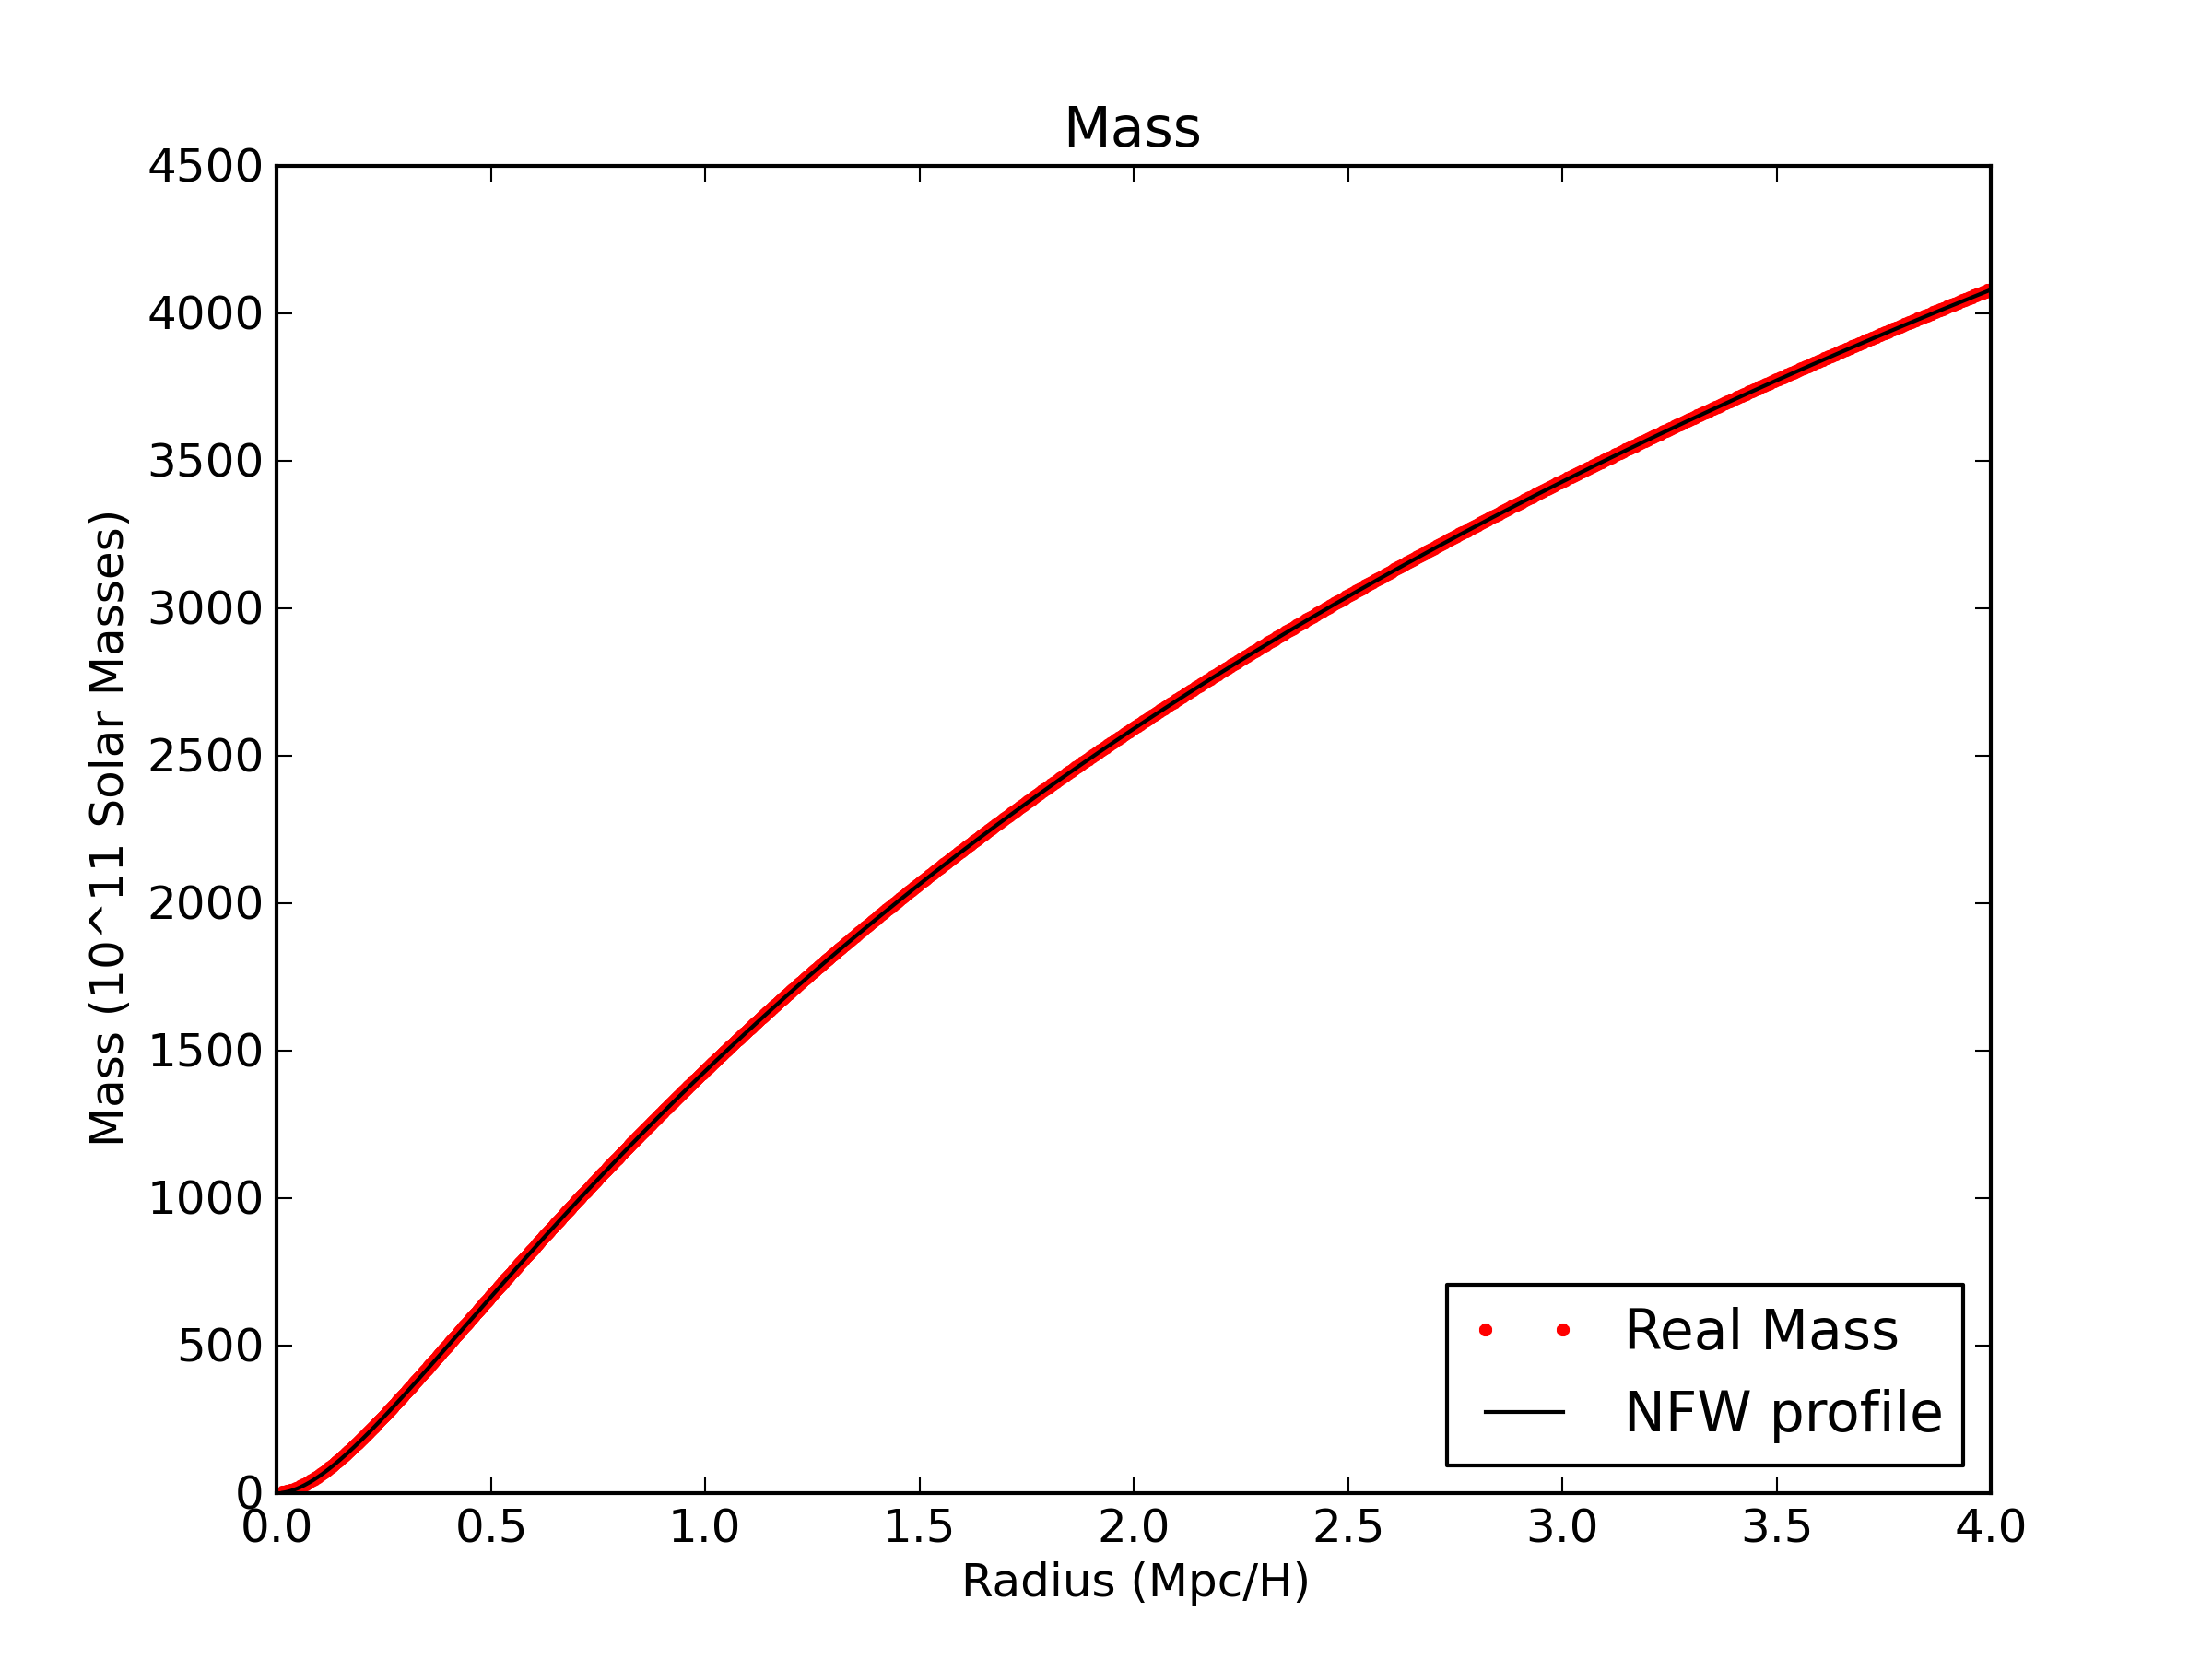 Mass
4500
4000
3500
3000
2500
2000
1500
1000
500
0
Mass (10^11 Solar Masses)
0.0 0.5 1.0 1.5 2.0 2.5 3.0 3.5 4.0
Radius (Mpc/H)
Real Mass
NFW profile